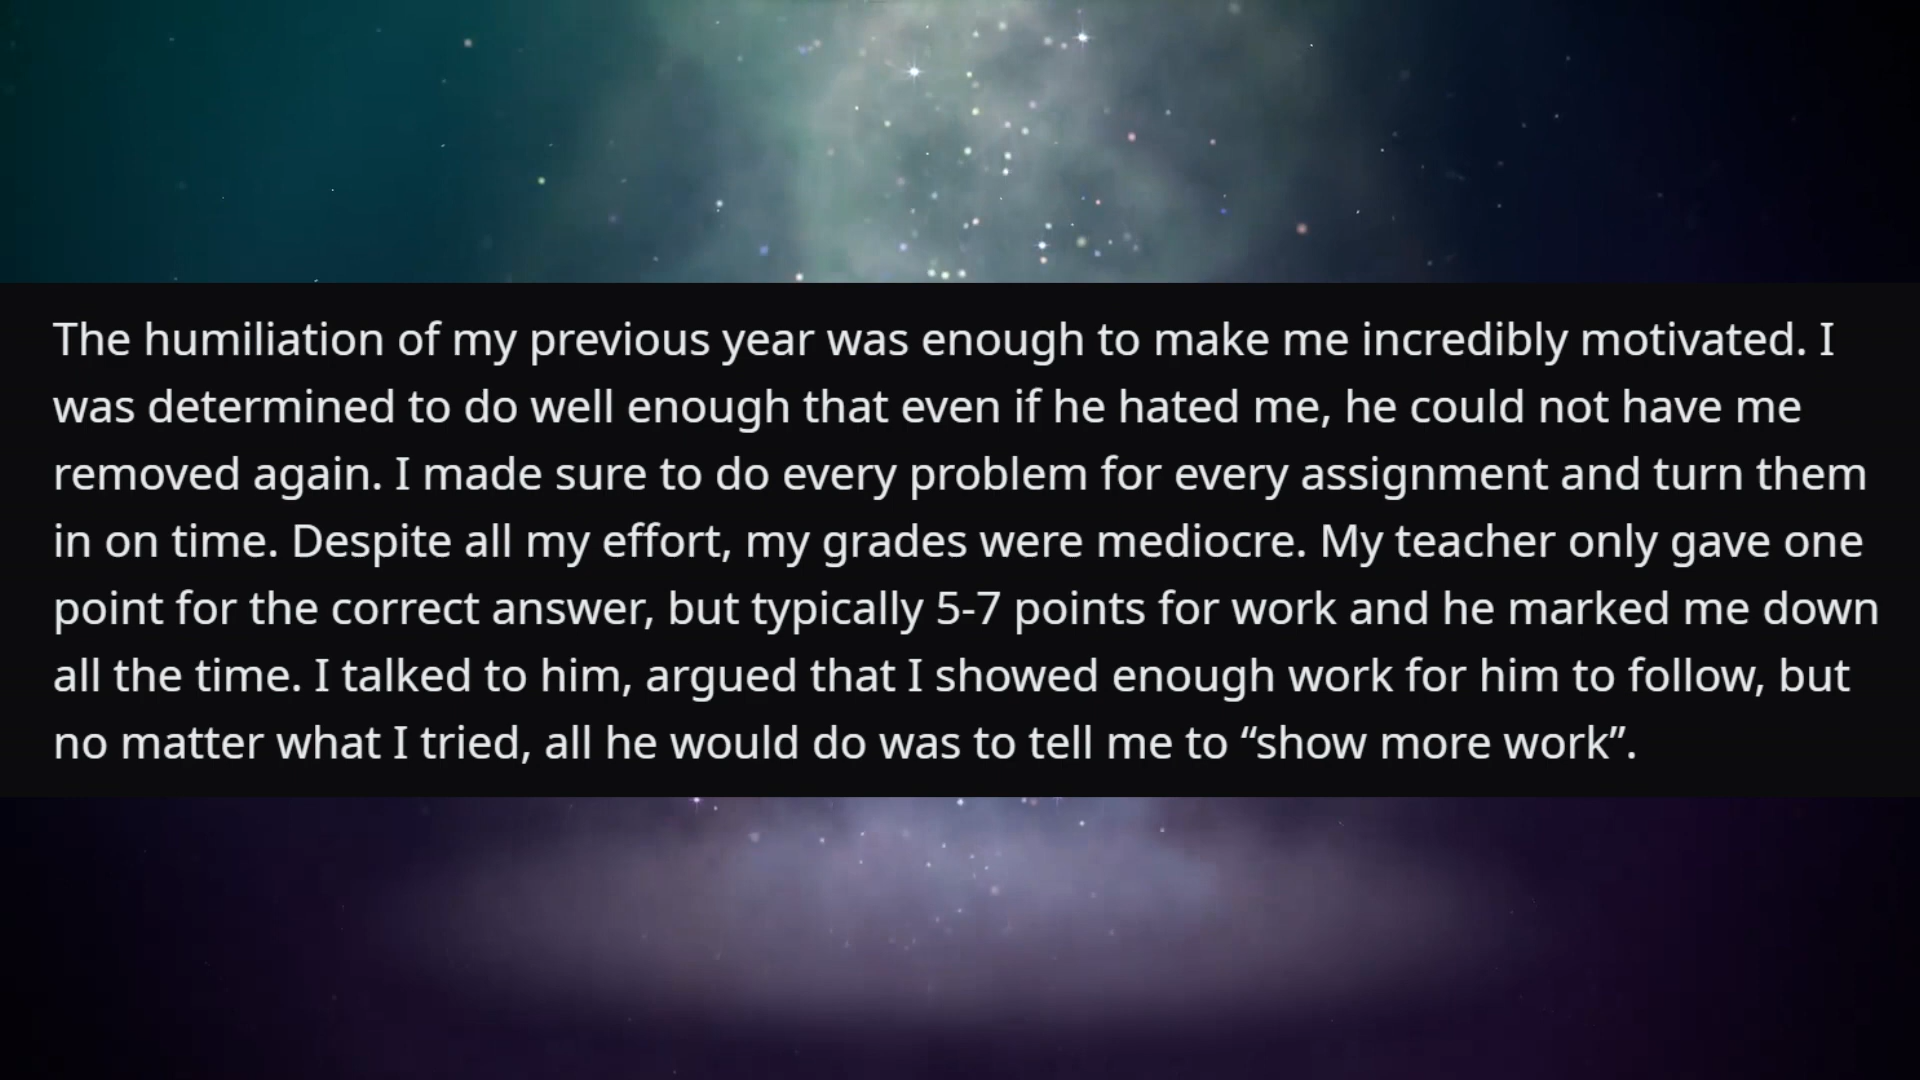 The humiliation of my previous year was enough to make me incredibly motivated. I
was determined to do well enough that even if he hated me, he could not have me
removed again. I made sure to do every problem for every assignment and turn them
in on time. Despite all my effort, my grades were mediocre. My teacher only gave one
point for the correct answer, but typically 5-7 points for work and he marked me down
all the time. I talked to him, argued that I showed enough work for him to follow, but
no matter what I tried, all he would do was to tell me to “show more work”.